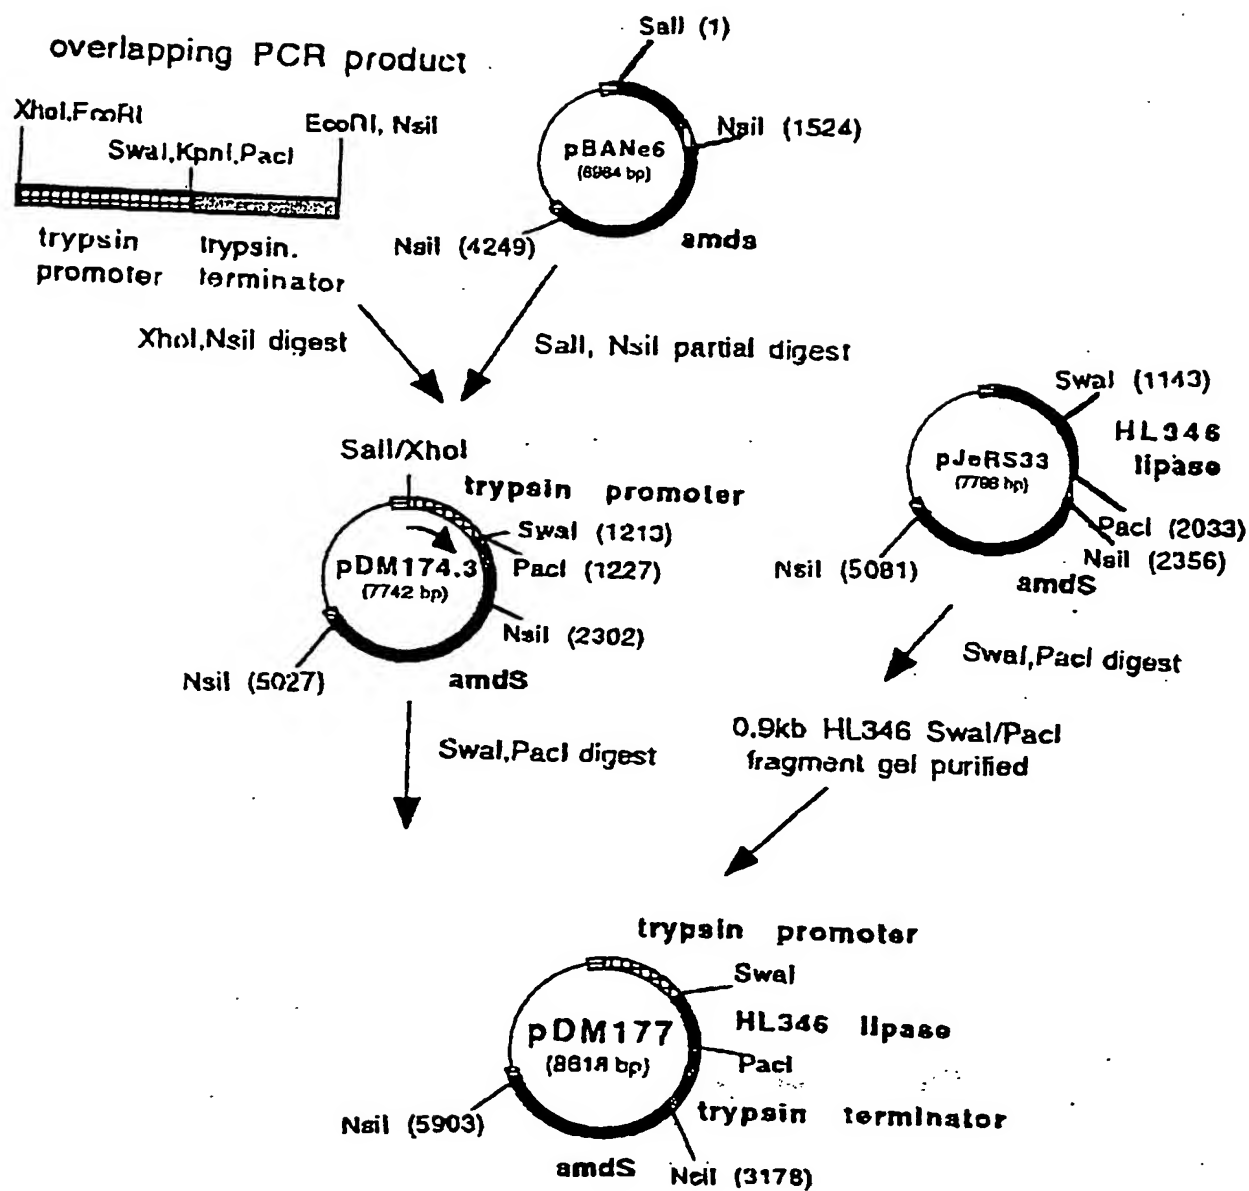 SalI (1)
overlapping PCR product
XhoI,EcoRI
EcoRI, NsiI
SwaI,KpnI,PacI
NsiI (1524)
pBANe6
(6964 bp)
trypsin promoter
trypsin. terminator
NsiI (4249)
amds
XhoI,NsiI digest
SalI, NsiI partial digest
SwaI (1143)
HL346
lipase
pJeRS33
(7798 bp)
PacI (2033)
NsiI (2356)
NsiI (5081)
amdS
SalI/XhoI
trypsin promoter
SwaI (1213)
PacI (1227)
pDM174.3
(7742 bp)
NsiI (2302)
NsiI (5027)
amdS
SwaI,PacI digest
SwaI,PacI digest
0.9kb HL346 SwaI/PacI
fragment gel purified
trypsin promoter
SwaI
pDM177
(8618 bp)
HL346 lipase
PacI
NsiI (5903)
trypsin terminator
amdS
NsiI (3178)